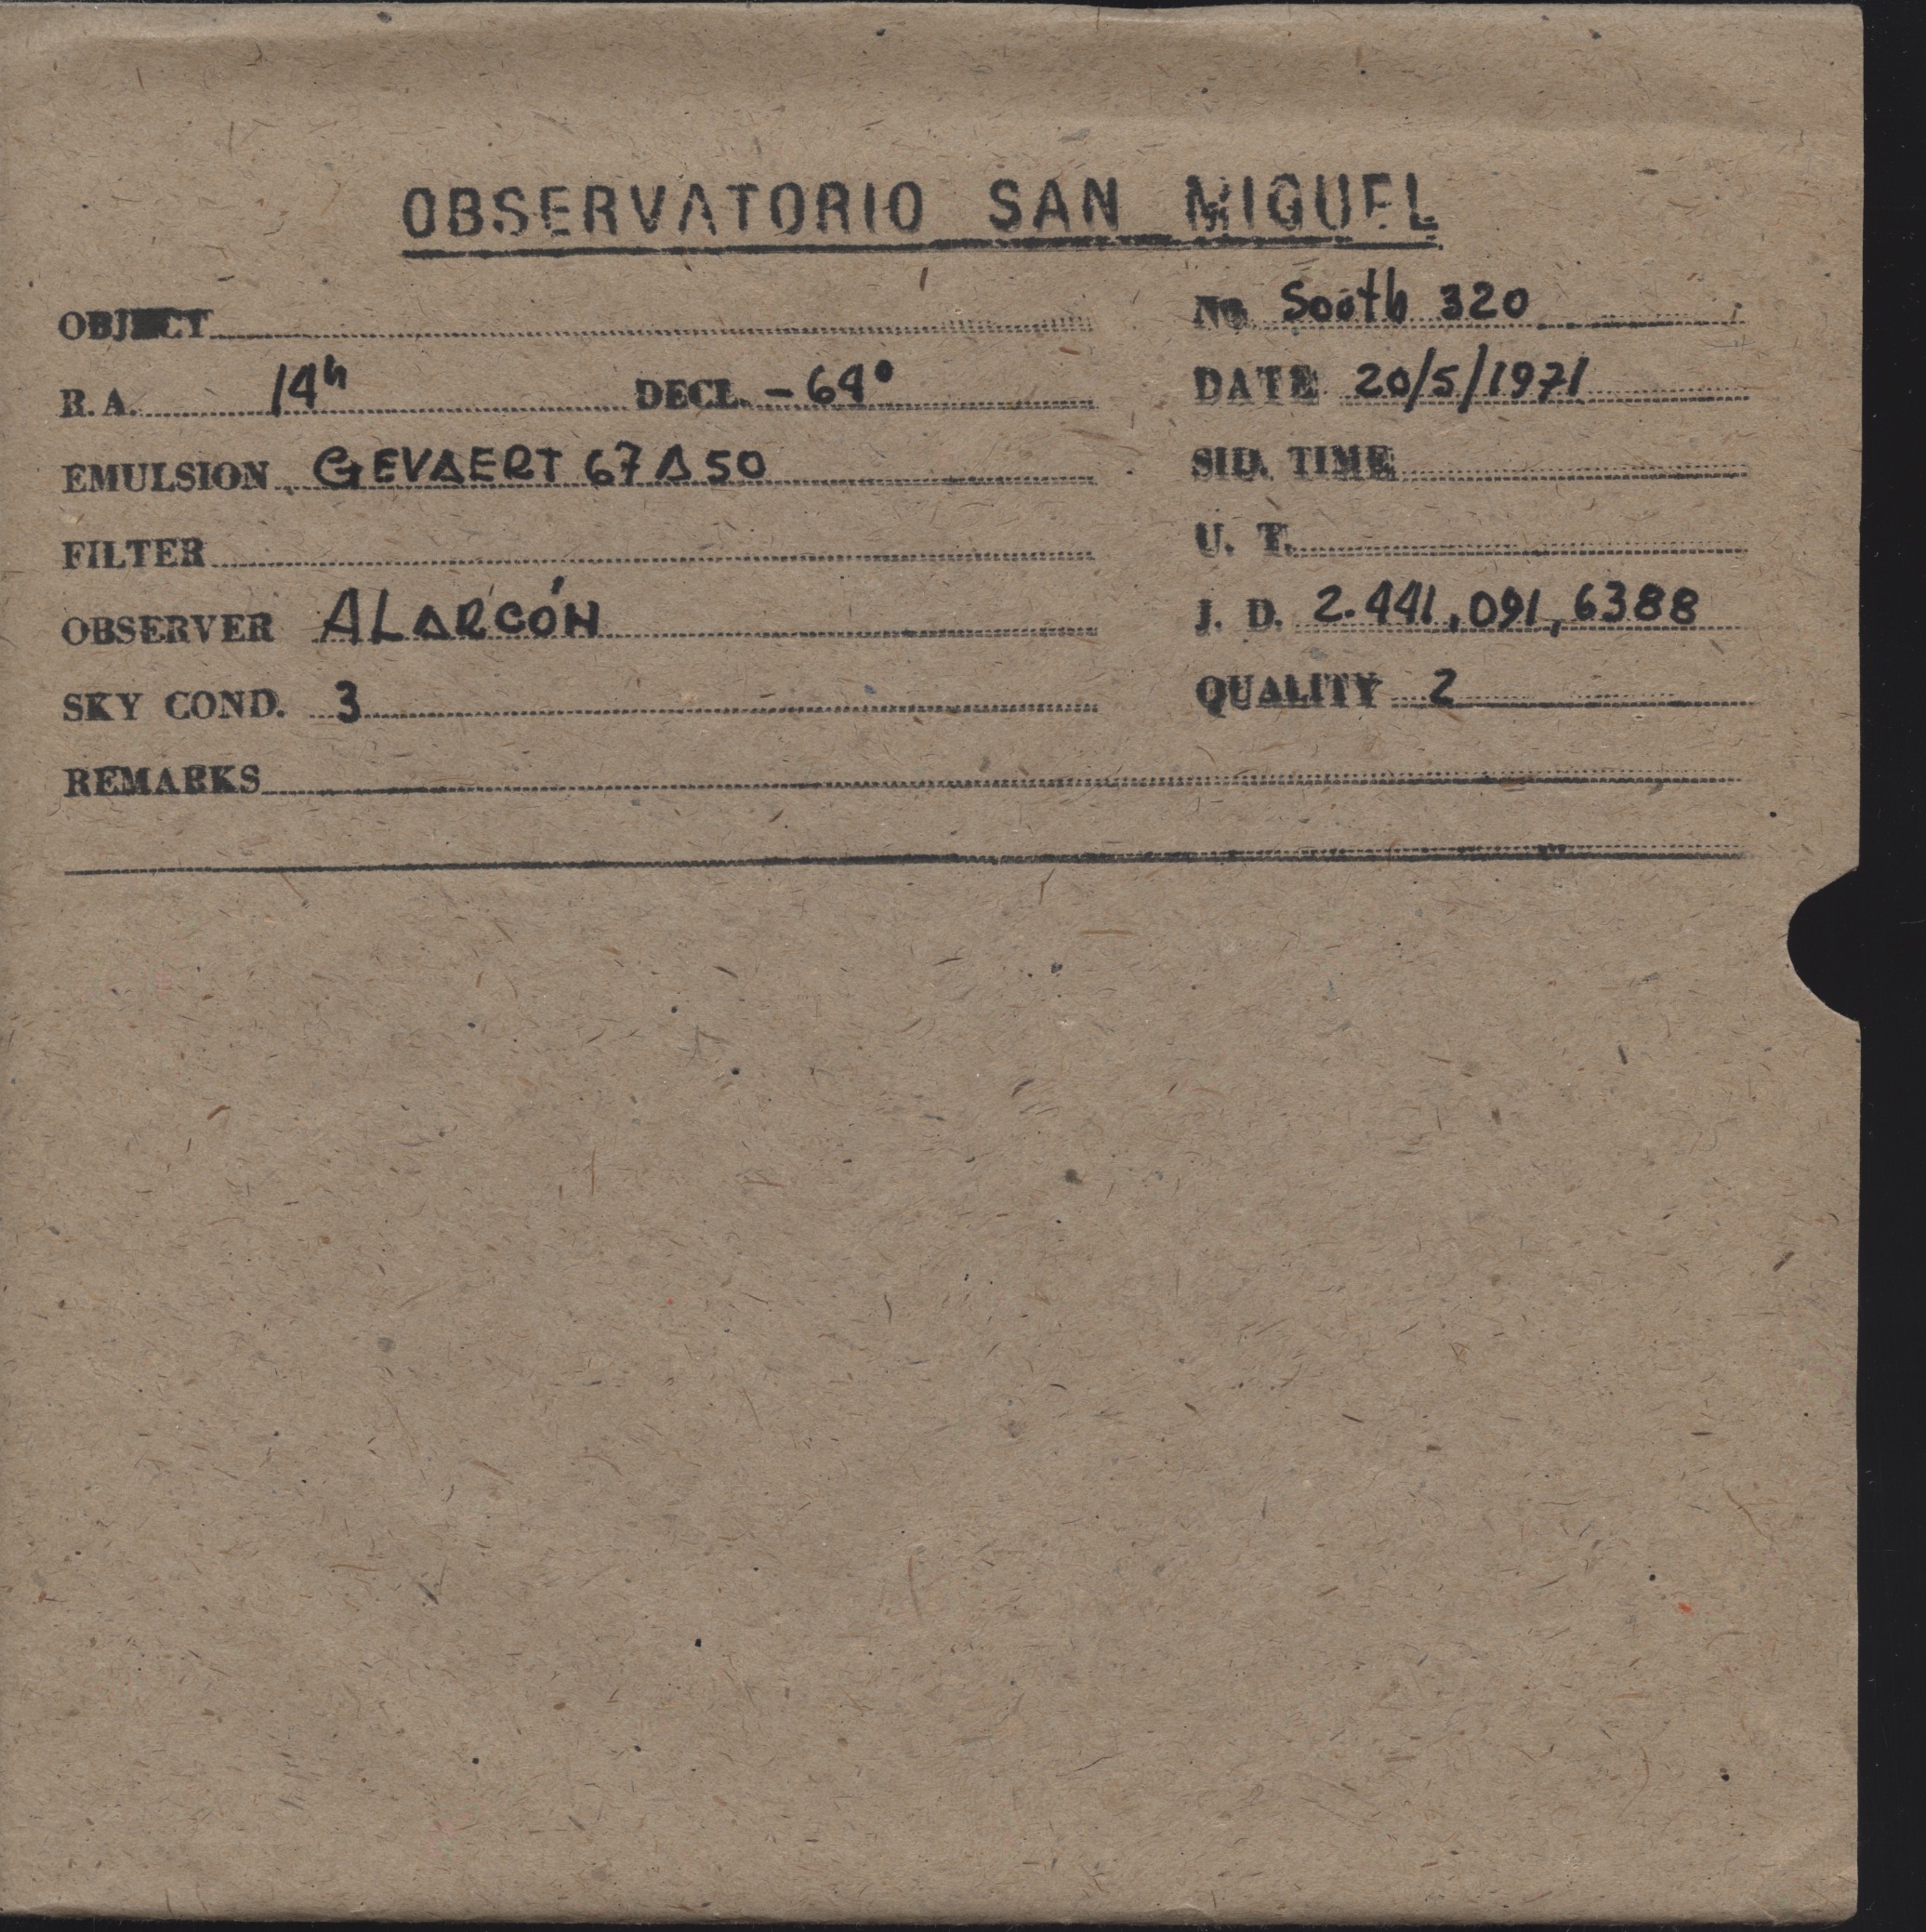 OBSERVATORIO SAN MIGUEL
OBJECT No South 320
R.A. 14h DECL. -64° DATE 20/5/1971
EMULSION GEVAERT 67A50 SID. TIME
FILTER U. T.
OBSERVER ALARCÓN J. D. 2.441,091,6388
SKY COND. 3 QUALITY 2
REMARKS